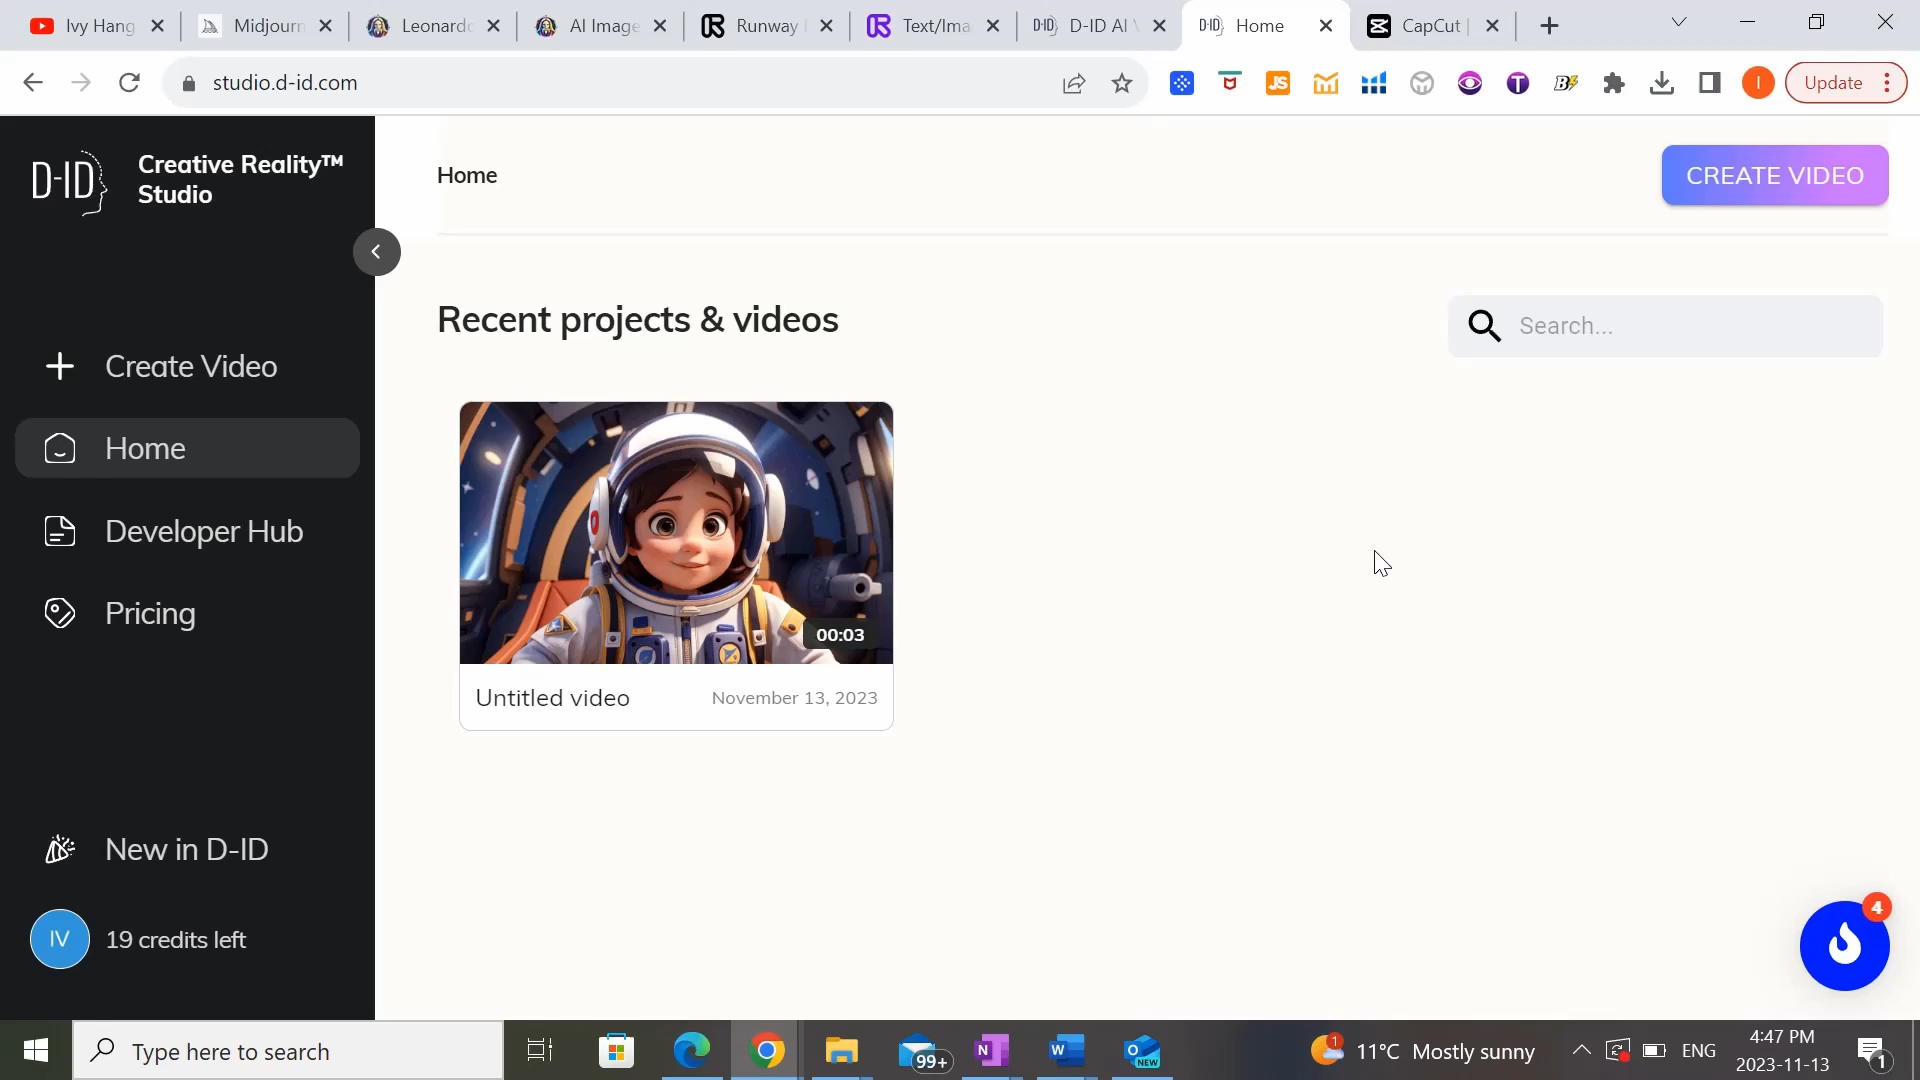 Ivy Hang
Midjourn
Leonardo
AI Image
Runway
Text/Ima
D-ID AI V
Home
CapCut |
studio.d-id.com
Update
D-ID
Creative Reality™
Studio
Home
CREATE VIDEO
Recent projects & videos
Search...
Create Video
Home
Developer Hub
Pricing
00:03
Untitled video
November 13, 2023
New in D-ID
IV
19 credits left
4
Type here to search
99+
NEW
1
11°C Mostly sunny
ENG
4:47 PM
2023-11-13
1